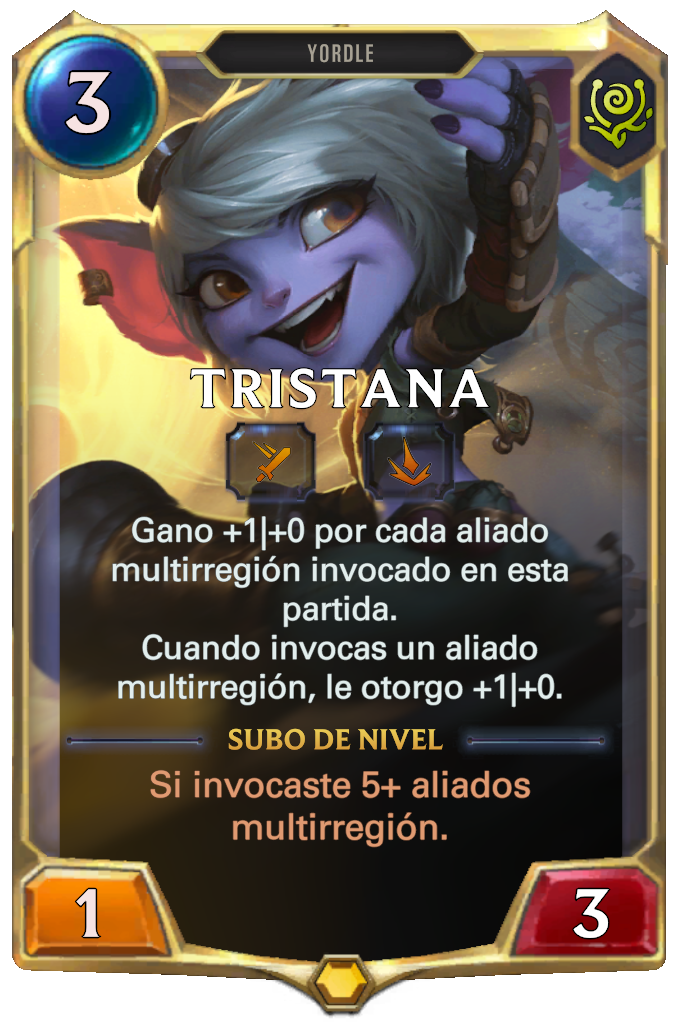 YORDLE
3
TRISTANA
Gano +1|+0 por cada aliado
multirregión invocado en esta
partida.
Cuando invocas un aliado
multirregión, le otorgo +1|+0.
SUBO DE NIVEL
Si invocaste 5+ aliados
multirregión.
1
3